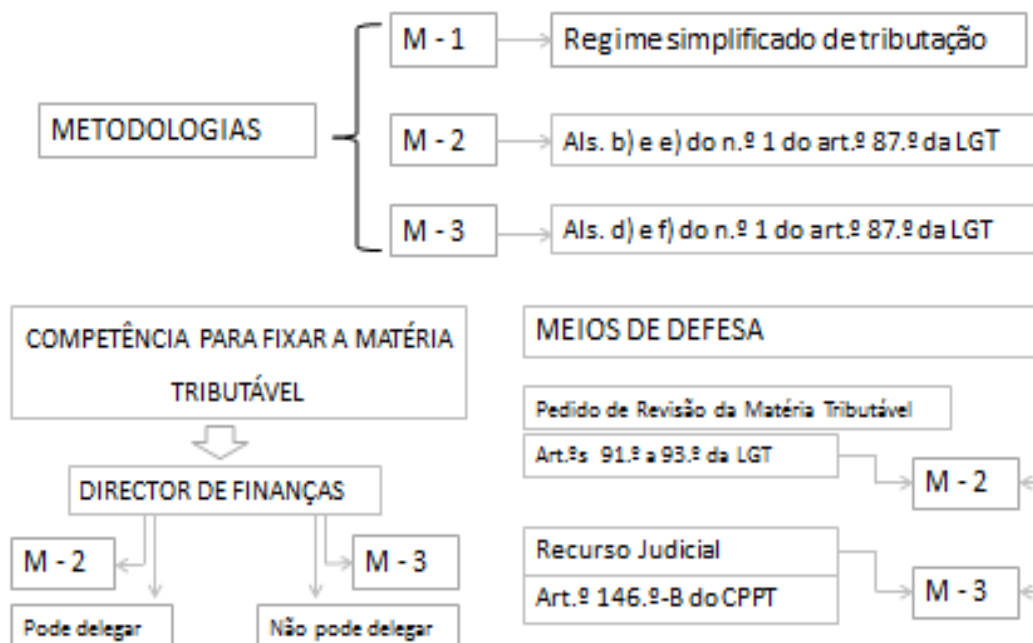 METODOLOGIAS
M - 1
Regime simplificado de tributação
M - 2
Als. b) e e) do n.º 1 do art.º 87.º da LGT
M - 3
Als. d) e f) do n.º 1 do art.º 87.º da LGT
COMPETÊNCIA PARA FIXAR A MATÉRIA
TRIBUTÁVEL
DIRECTOR DE FINANÇAS
M - 2
M - 3
Pode delegar
Não pode delegar
MEIOS DE DEFESA
Pedido de Revisão da Matéria Tributável
Art.ºs 91.º a 93.º da LGT
M - 2
Recurso Judicial
Art.º 146.º-B do CPPT
M - 3